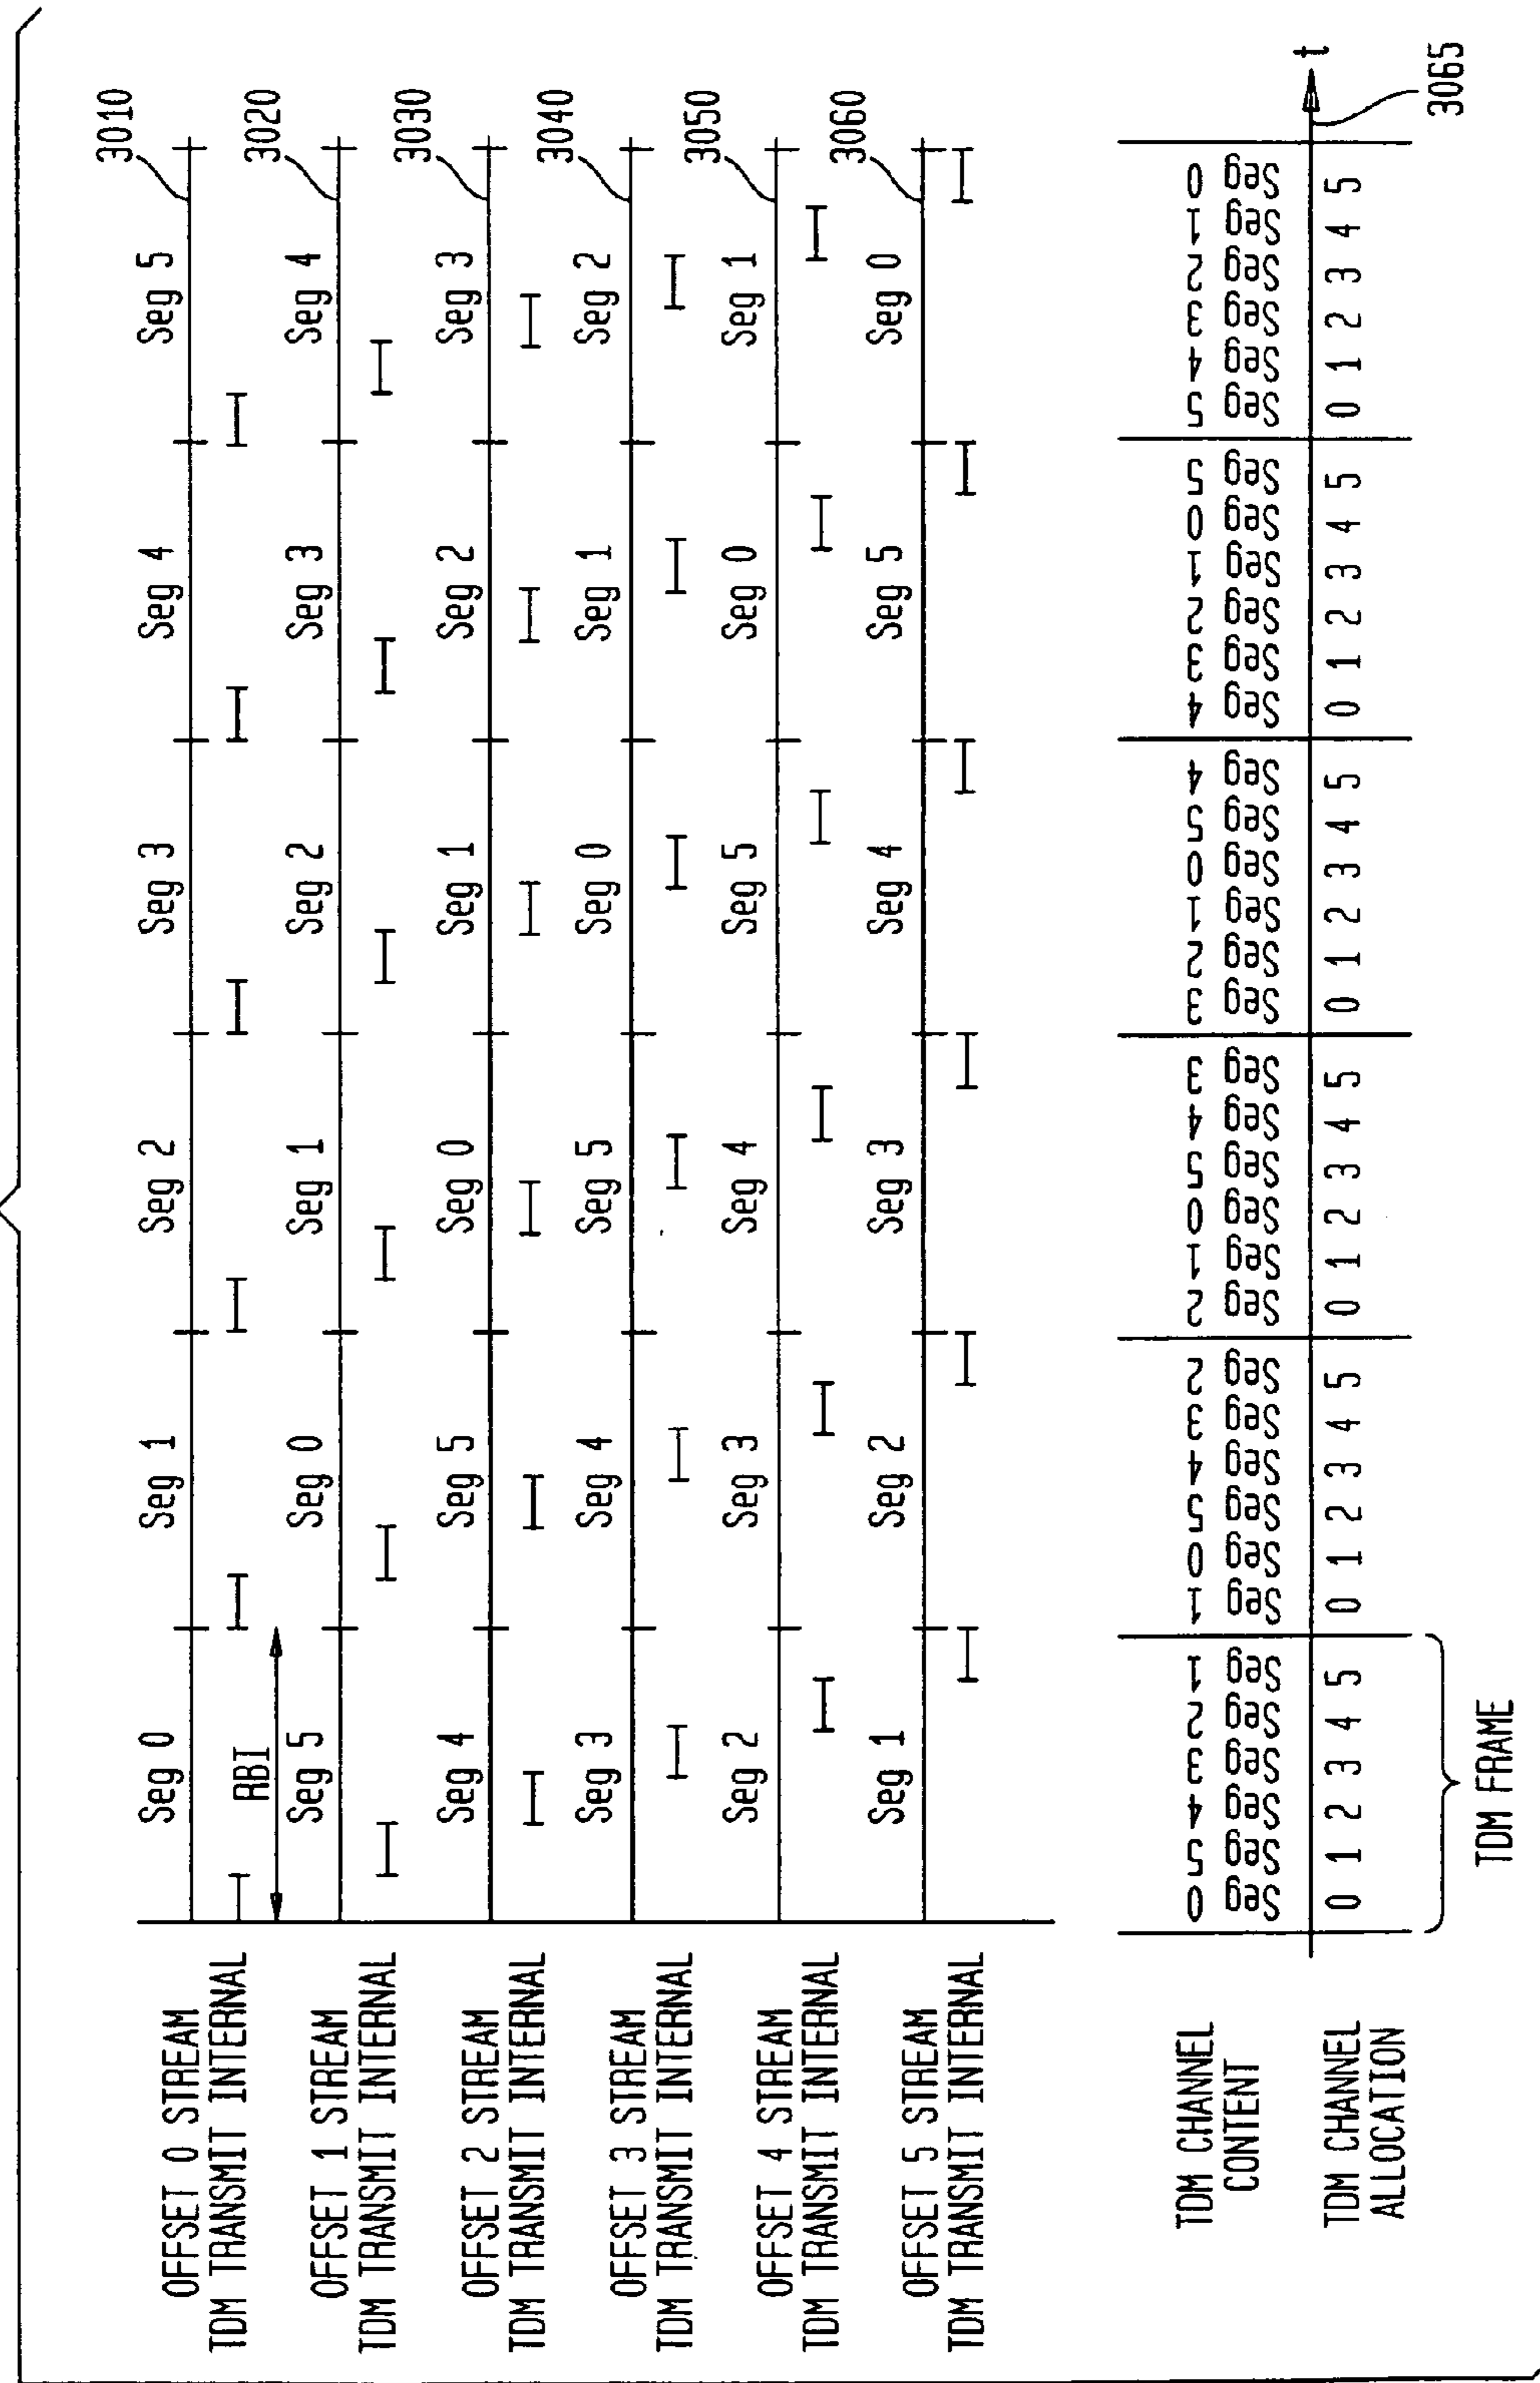 OFFSET 0 STREAM
TDM TRANSMIT INTERNAL
Seg 0 Seg 1 Seg 2 Seg 3 Seg 4 Seg 5 3010
RBI
OFFSET 1 STREAM
TDM TRANSMIT INTERNAL
Seg 5 Seg 0 Seg 1 Seg 2 Seg 3 Seg 4 3020
OFFSET 2 STREAM
TDM TRANSMIT INTERNAL
Seg 4 Seg 5 Seg 0 Seg 1 Seg 2 Seg 3 3030
OFFSET 3 STREAM
TDM TRANSMIT INTERNAL
Seg 3 Seg 4 Seg 5 Seg 0 Seg 1 Seg 2 3040
OFFSET 4 STREAM
TDM TRANSMIT INTERNAL
Seg 2 Seg 3 Seg 4 Seg 5 Seg 0 Seg 1 3050
OFFSET 5 STREAM
TDM TRANSMIT INTERNAL
Seg 1 Seg 2 Seg 3 Seg 4 Seg 5 Seg 0 3060
TDM CHANNEL
CONTENT
Seg 0 Seg 5 Seg 4 Seg 3 Seg 2 Seg 1
Seg 1 Seg 0 Seg 5 Seg 4 Seg 3 Seg 2
Seg 2 Seg 1 Seg 0 Seg 5 Seg 4 Seg 3
Seg 3 Seg 2 Seg 1 Seg 0 Seg 5 Seg 4
Seg 4 Seg 3 Seg 2 Seg 1 Seg 0 Seg 5
Seg 5 Seg 4 Seg 3 Seg 2 Seg 1 Seg 0
t
TDM CHANNEL
ALLOCATION
0 1 2 3 4 5 0 1 2 3 4 5 0 1 2 3 4 5 0 1 2 3 4 5 0 1 2 3 4 5 0 1 2 3 4 5
3065
TDM FRAME